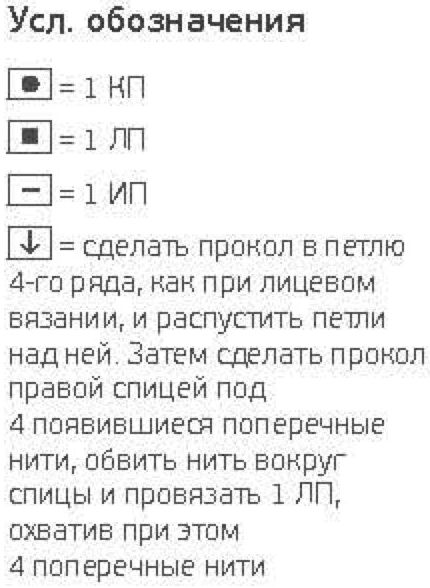 Усл. обозначения
● = 1 КП
■ = 1 ЛП
– = 1 ИП
↓ = сделать прокол в петлю
4-го ряда, как при лицевом
вязании, и распустить петли
над ней. Затем сделать прокол
правой спицей под
4 появившиеся поперечные
нити, обвить нить вокруг
спицы и провязать 1 ЛП,
охватив при этом
4 поперечные нити